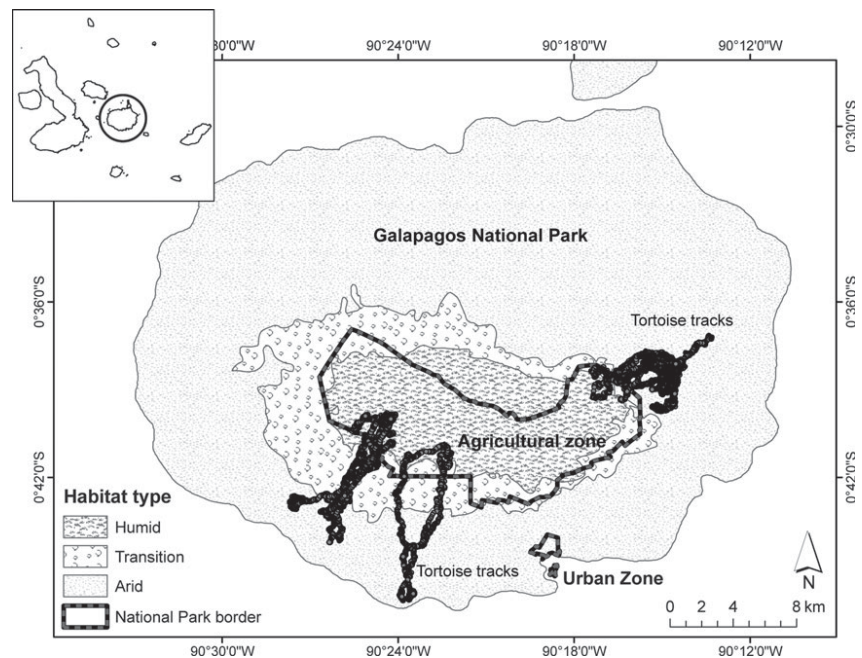 0'0"W
90°24'0"W
90°18'0"W
90°12'0"W
0°30'0"S
Galapagos National Park
0°36'0"S
0°36'0"S
Tortoise tracks
Agricultural zone
0°42'0"S
0°42'0"S
Habitat type
Humid
Transition
Arid
National Park border
Tortoise tracks
Urban Zone
N
0 2 4 8 km
90°30'0"W
90°24'0"W
90°18'0"W
90°12'0"W